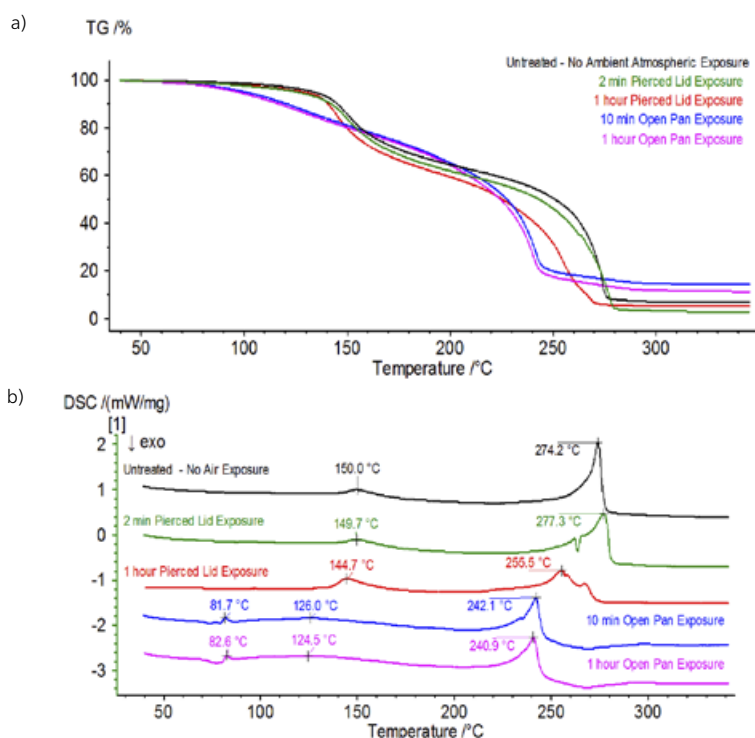 a)
TG /%
Untreated - No Ambient Atmospheric Exposure
2 min Pierced Lid Exposure
1 hour Pierced Lid Exposure
10 min Open Pan Exposure
1 hour Open Pan Exposure
100
80
60
40
20
0
50 100 150 200 250 300
Temperature /°C
b)
DSC /(mW/mg)
[1]
↓ exo
2
1
0
-1
-2
-3
Untreated - No Air Exposure
150.0 °C
274.2 °C
2 min Pierced Lid Exposure
149.7 °C
277.3 °C
1 hour Pierced Lid Exposure
144.7 °C
255.5 °C
81.7 °C
126.0 °C
242.1 °C
10 min Open Pan Exposure
82.6 °C
124.5 °C
240.9 °C
1 hour Open Pan Exposure
50 100 150 200 250 300
Temperature /°C